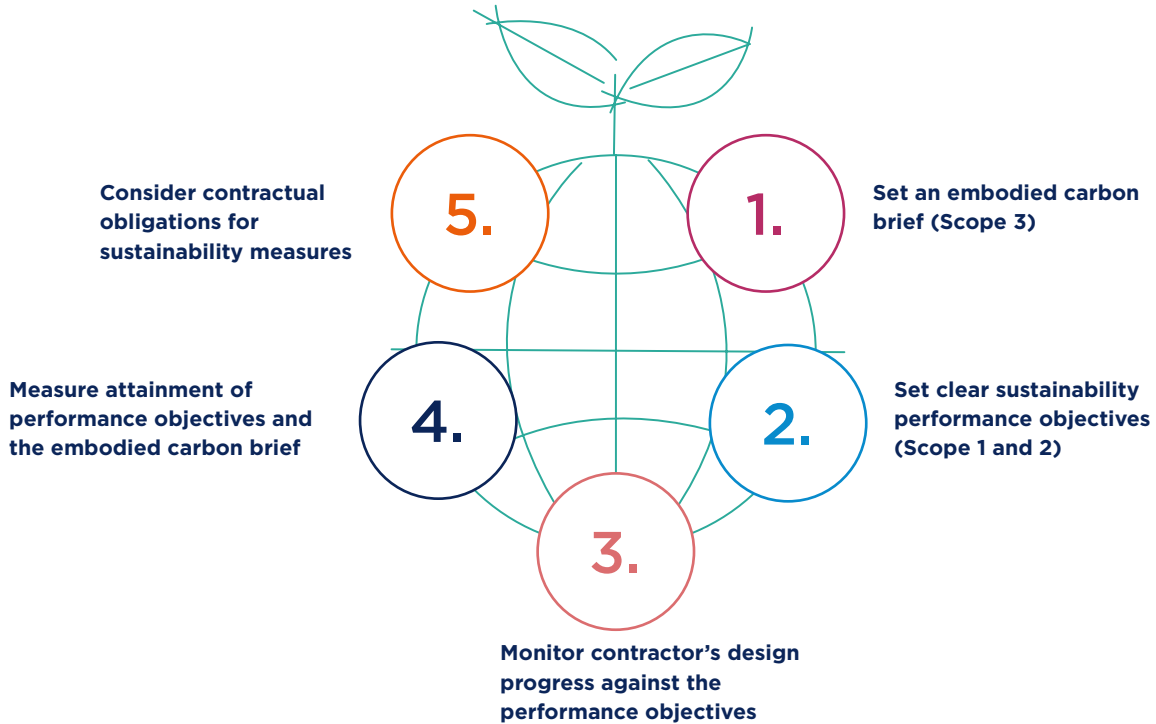 1.
Set an embodied carbon
brief (Scope 3)
2.
Set clear sustainability
performance objectives
(Scope 1 and 2)
3.
Monitor contractor’s design
progress against the
performance objectives
4.
Measure attainment of
performance objectives and
the embodied carbon brief
5.
Consider contractual
obligations for
sustainability measures